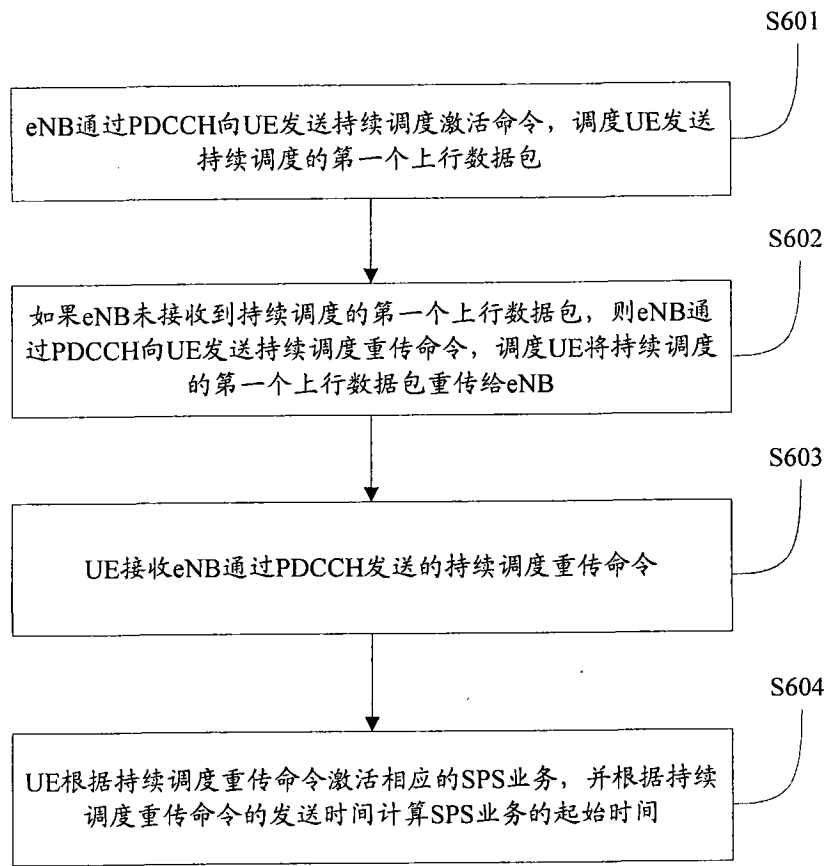 S601
eNB通过PDCCH向UE发送持续调度激活命令，调度UE发送
持续调度的第一个上行数据包
S602
如果eNB未接收到持续调度的第一个上行数据包，则eNB通
过PDCCH向UE发送持续调度重传命令，调度UE将持续调度
的第一个上行数据包重传给eNB
S603
UE接收eNB通过PDCCH发送的持续调度重传命令
S604
UE根据持续调度重传命令激活相应的SPS业务，并根据持续
调度重传命令的发送时间计算SPS业务的起始时间